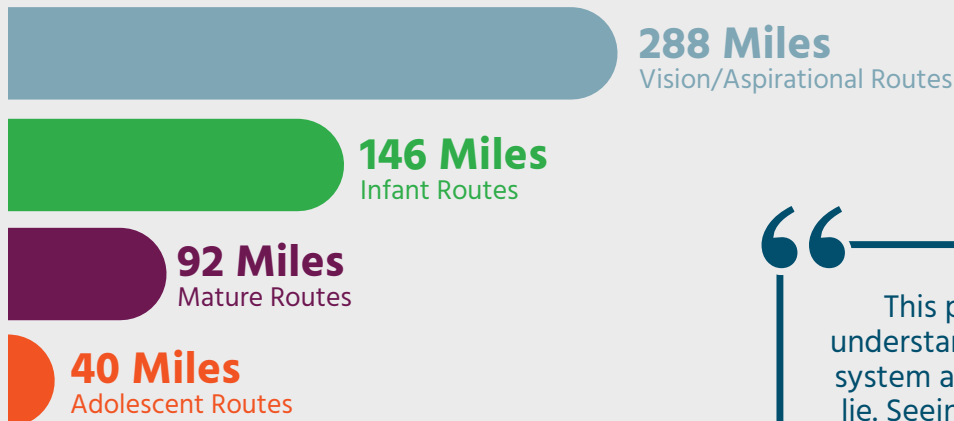 288 Miles
Vision/Aspirational Routes
146 Miles
Infant Routes
92 Miles
Mature Routes
40 Miles
Adolescent Routes
“
This
system
lie. Seein